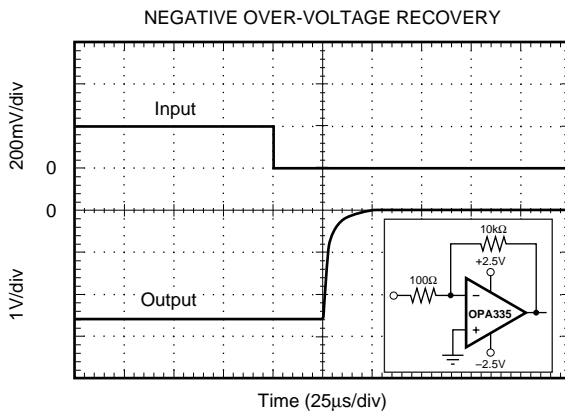 NEGATIVE OVER-VOLTAGE RECOVERY
200mV/div
Input
0
0
1V/div
Output
10kΩ
+2.5V
100Ω
−
OPA335
+
–2.5V
Time (25µs/div)